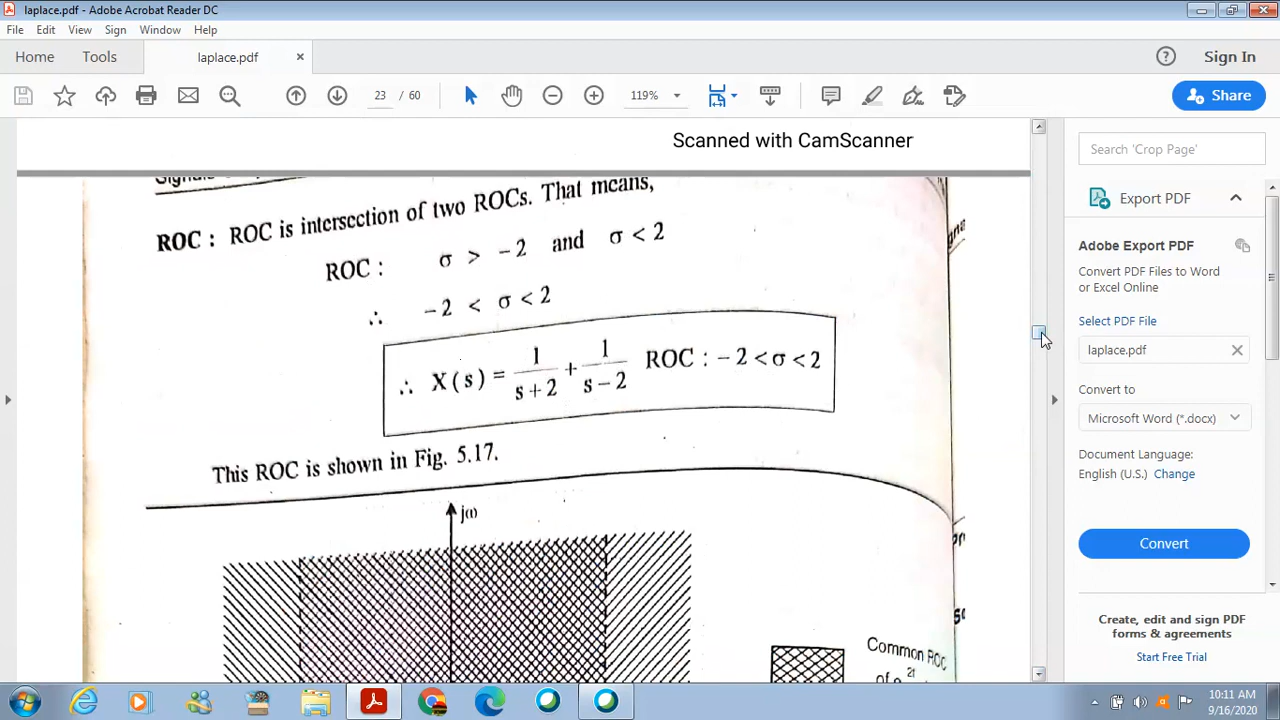 laplace.pdf - Adobe Acrobat Reader DC
File Edit View Sign Window Help
Home Tools laplace.pdf × Sign In
23 / 60 119% Share
Scanned with CamScanner
ROC : ROC is intersection of two ROCs. That means,
ROC : σ > -2 and σ < 2
∴ -2 < σ < 2
∴ X(s) = 1/(s+2) + 1/(s-2) ROC : -2 < σ < 2
This ROC is shown in Fig. 5.17.
jω
Common ROC
of e 2t
Search 'Crop Page'
Export PDF
Adobe Export PDF
Convert PDF Files to Word
or Excel Online
Select PDF File
laplace.pdf ×
Convert to
Microsoft Word (*.docx)
Document Language:
English (U.S.) Change
Convert
Create, edit and sign PDF
forms & agreements
Start Free Trial
10:11 AM
9/16/2020